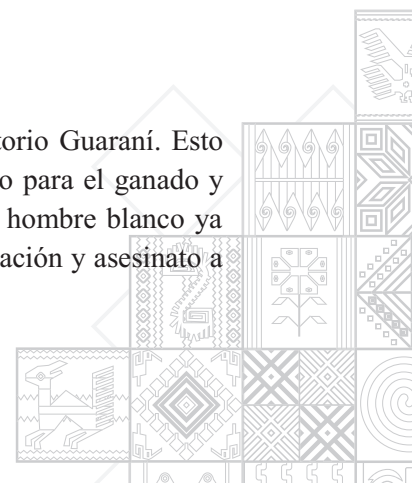 torio Guaraní. Esto
o para el ganado y
hombre blanco ya
ación y asesinato a